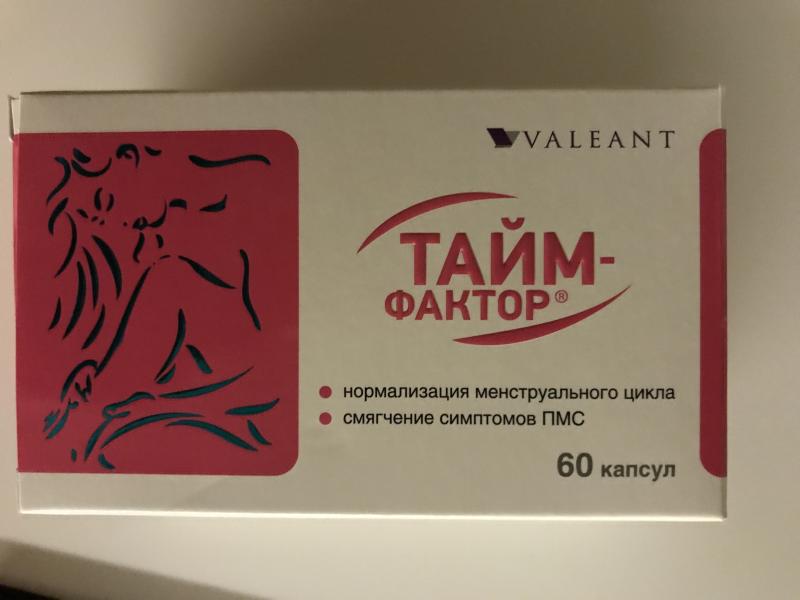 VALEANT
ТАЙМ-
ФАКТОР®
• нормализация менструального цикла
• смягчение симптомов ПМС
60 капсул